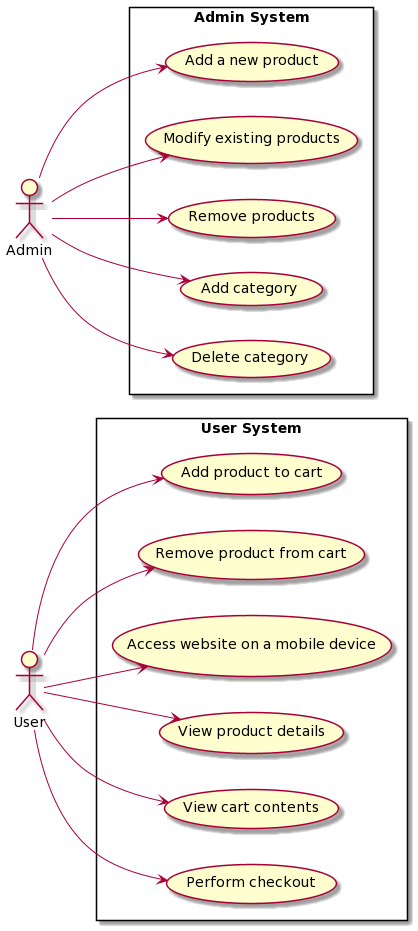 Admin System
Add a new product
Modify existing products
Remove products
Admin
Add category
Delete category
User System
Add product to cart
Remove product from cart
Access website on a mobile device
User
View product details
View cart contents
Perform checkout